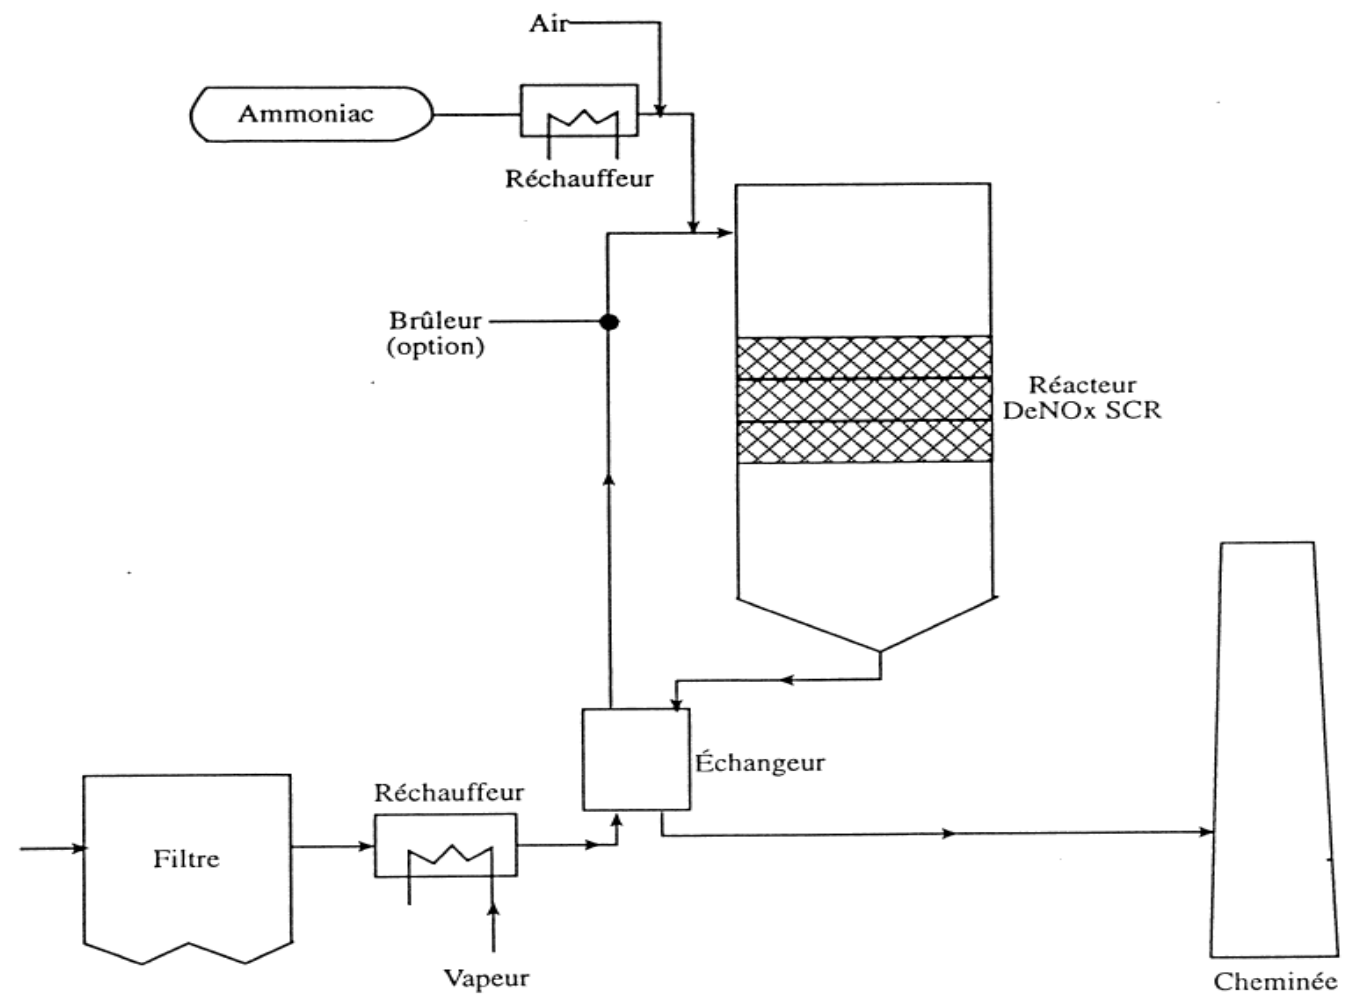 Air
Ammoniac
Réchauffeur
Brûleur
(option)
Réacteur
DeNOx SCR
Échangeur
Réchauffeur
Filtre
Vapeur
Cheminée